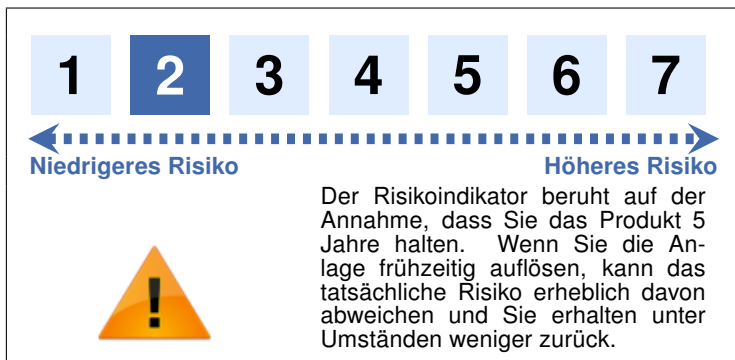 1 2 3 4 5 6 7
Niedrigeres Risiko Höheres Risiko
Der Risikoindikator beruht auf der
Annahme, dass Sie das Produkt 5
Jahre halten. Wenn Sie die An-
lage frühzeitig auflösen, kann das
tatsächliche Risiko erheblich davon
abweichen und Sie erhalten unter
Umständen weniger zurück.
!